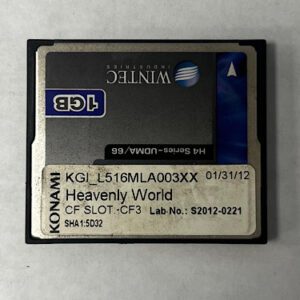 WINTEC
INDUSTRIES
1GB
H4 Series-UDMA/66
KONAMI
KGI_L516MLA003XX 01/31/12
Heavenly World
CF SLOT -CF3 Lab No.: S2012-0221
SHA1:5D32